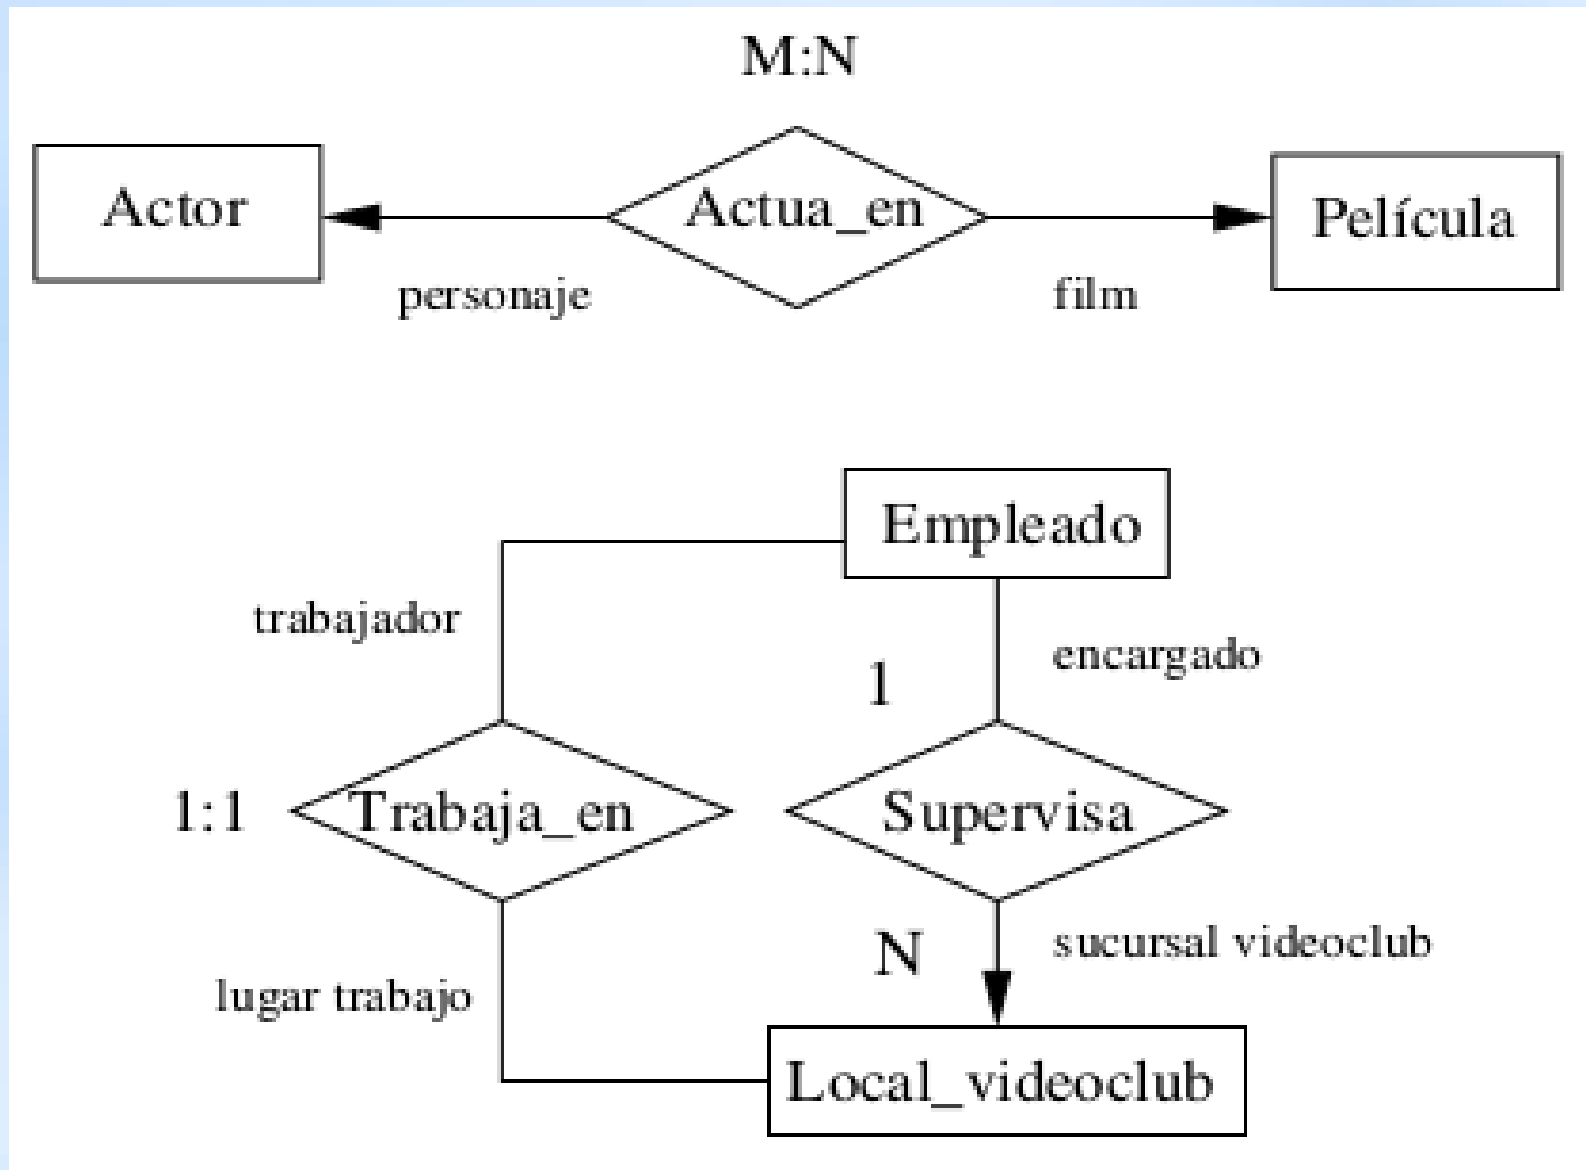 M:N
Actor
Actua_en
Película
personaje
film
Empleado
trabajador
encargado
1
1:1
Trabaja_en
Supervisa
N
sucursal videoclub
lugar trabajo
Local_videoclub